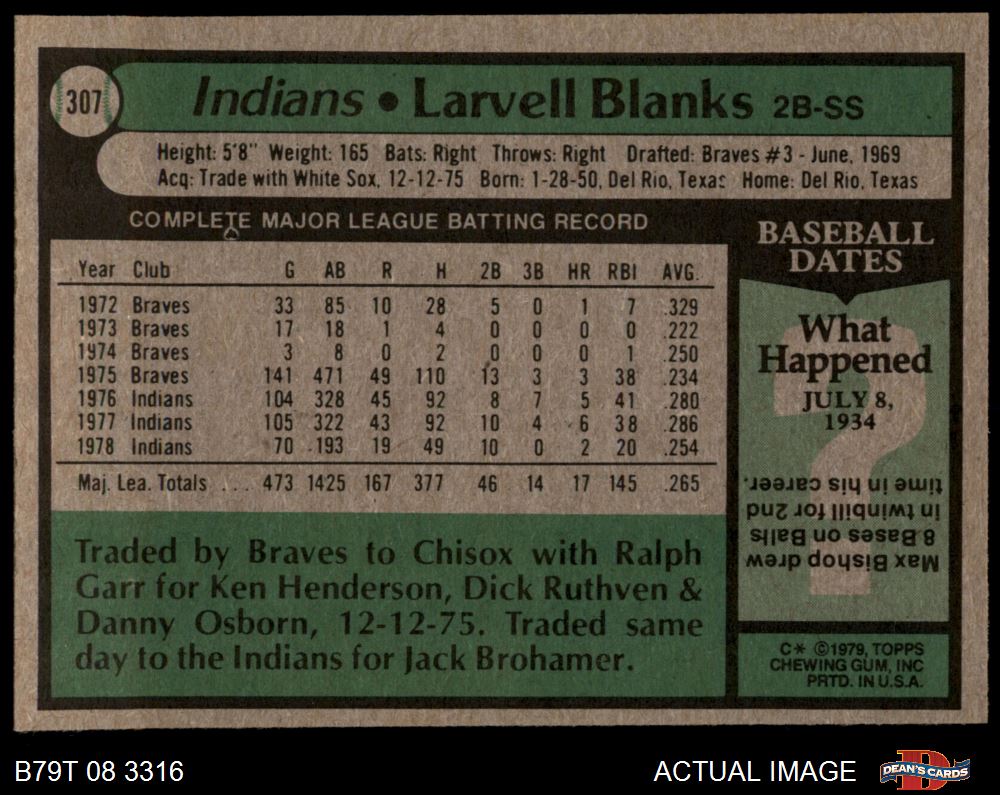 307
Indians • Larvell Blanks 2B-SS
Height: 5'8" Weight: 165 Bats: Right Throws: Right Drafted: Braves #3 - June, 1969
Acq: Trade with White Sox, 12-12-75 Born: 1-28-50, Del Rio, Texas Home: Del Rio, Texas
COMPLETE MAJOR LEAGUE BATTING RECORD
Year Club G AB R H 2B 3B HR RBI AVG.
1972 Braves 33 85 10 28 5 0 1 7 .329
1973 Braves 17 18 1 4 0 0 0 0 .222
1974 Braves 3 8 0 2 0 0 0 1 .250
1975 Braves 141 471 49 110 13 3 3 38 .234
1976 Indians 104 328 45 92 8 7 5 41 .280
1977 Indians 105 322 43 92 10 4 6 38 .286
1978 Indians 70 193 19 49 10 0 2 20 .254
Maj. Lea. Totals ... 473 1425 167 377 46 14 17 145 .265
Traded by Braves to Chisox with Ralph
Garr for Ken Henderson, Dick Ruthven &
Danny Osborn, 12-12-75. Traded same
day to the Indians for Jack Brohamer.
BASEBALL
DATES
What
Happened
JULY 8,
1934
?
Max Bishop drew
8 Bases on Balls
in twinbill for 2nd
time in his career.
C* ©1979, TOPPS
CHEWING GUM, INC
PRTD. IN U.S.A.
B79T 08 3316
ACTUAL IMAGE
D
DEAN'S CARDS